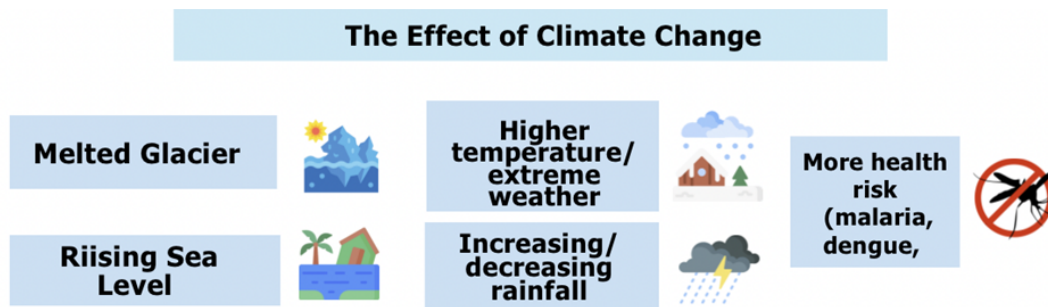 The Effect of Climate Change
Melted Glacier
Riising Sea
Level
Higher
temperature/
extreme
weather
Increasing/
decreasing
rainfall
More health
risk
(malaria,
dengue,